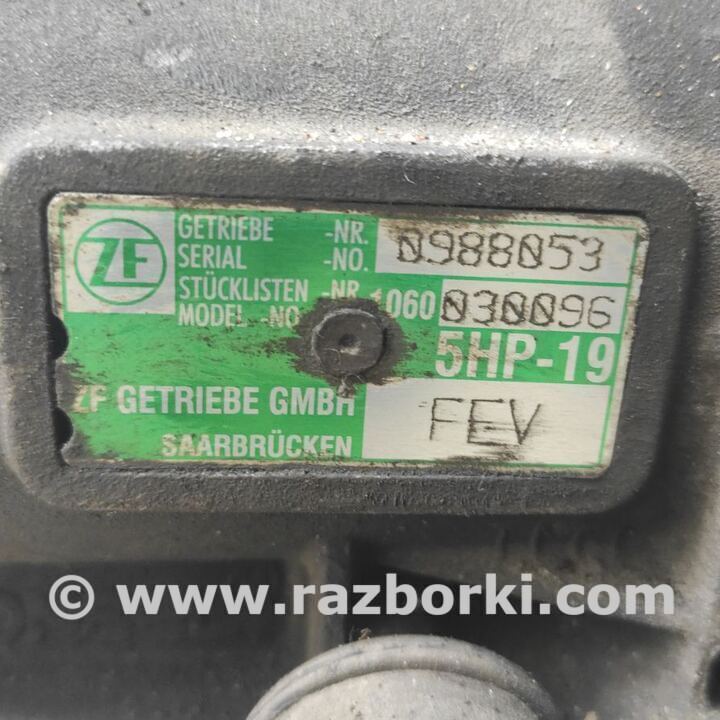 ZF
GETRIEBE -NR.
SERIAL -NO. 0988053
STÜCKLISTEN -NR.
MODEL -NO. 1060 030096
5HP-19
ZF GETRIEBE GMBH
SAARBRÜCKEN
FEV
© www.razborki.com